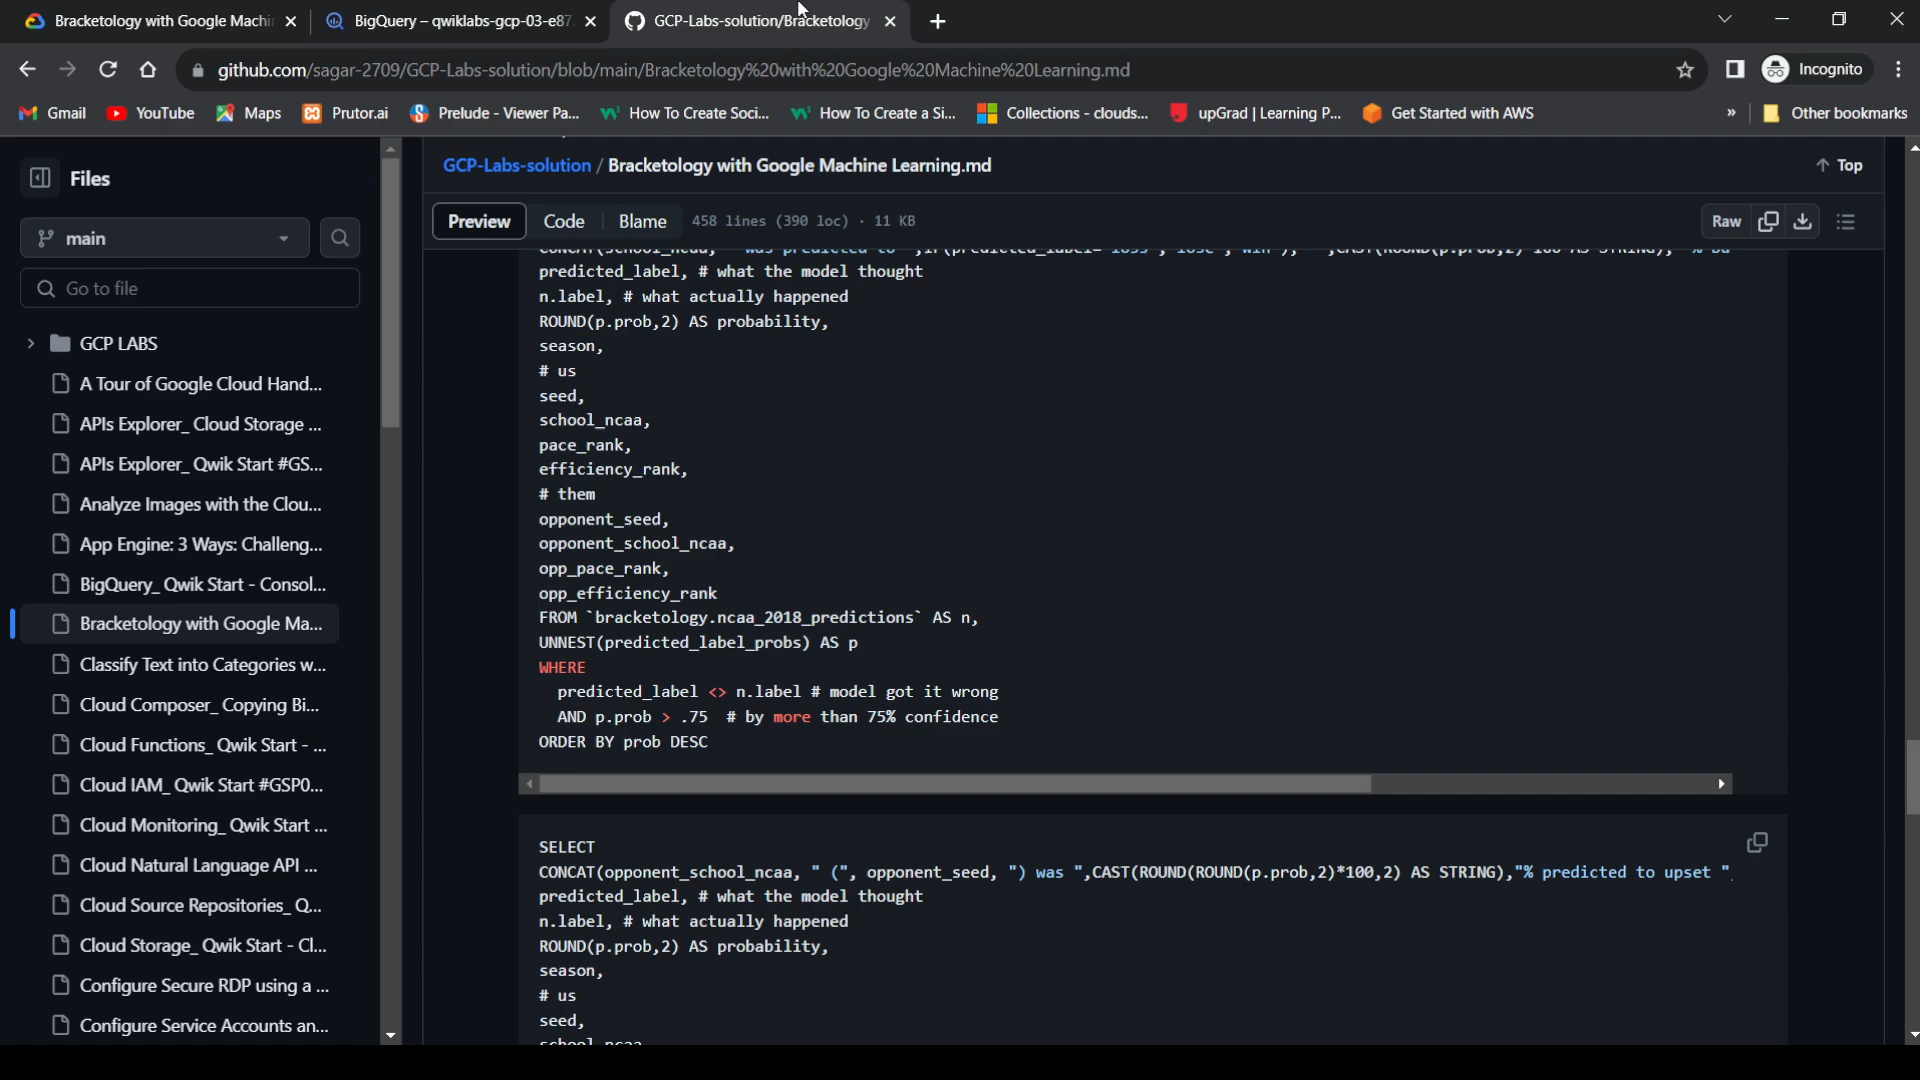 Bracketology with Google Machi
BigQuery – qwiklabs-gcp-03-e87
GCP-Labs-solution/Bracketology
github.com/sagar-2709/GCP-Labs-solution/blob/main/Bracketology%20with%20Google%20Machine%20Learning.md
Incognito
Gmail
YouTube
Maps
Prutor.ai
Prelude - Viewer Pa...
How To Create Soci...
How To Create a Si...
Collections - clouds...
upGrad | Learning P...
Get Started with AWS
»
Other bookmarks
Files
main
Go to file
GCP LABS
A Tour of Google Cloud Hand...
APIs Explorer_ Cloud Storage ...
APIs Explorer_ Qwik Start #GS...
Analyze Images with the Clou...
App Engine: 3 Ways: Challeng...
BigQuery_ Qwik Start - Consol...
Bracketology with Google Ma...
Classify Text into Categories w...
Cloud Composer_ Copying Bi...
Cloud Functions_ Qwik Start - ...
Cloud IAM_ Qwik Start #GSP0...
Cloud Monitoring_ Qwik Start ...
Cloud Natural Language API ...
Cloud Source Repositories_ Q...
Cloud Storage_ Qwik Start - Cl...
Configure Secure RDP using a ...
Configure Service Accounts an...
GCP-Labs-solution / Bracketology with Google Machine Learning.md
Top
Preview
Code
Blame
458 lines (390 loc) · 11 KB
Raw
predicted_label, # what the model thought
n.label, # what actually happened
ROUND(p.prob,2) AS probability,
season,
# us
seed,
school_ncaa,
pace_rank,
efficiency_rank,
# them
opponent_seed,
opponent_school_ncaa,
opp_pace_rank,
opp_efficiency_rank
FROM `bracketology.ncaa_2018_predictions` AS n,
UNNEST(predicted_label_probs) AS p
WHERE
predicted_label <> n.label # model got it wrong
AND p.prob > .75 # by more than 75% confidence
ORDER BY prob DESC
SELECT
CONCAT(opponent_school_ncaa, " (", opponent_seed, ") was ",CAST(ROUND(ROUND(p.prob,2)*100,2) AS STRING),"% predicted to upset "
predicted_label, # what the model thought
n.label, # what actually happened
ROUND(p.prob,2) AS probability,
season,
# us
seed,